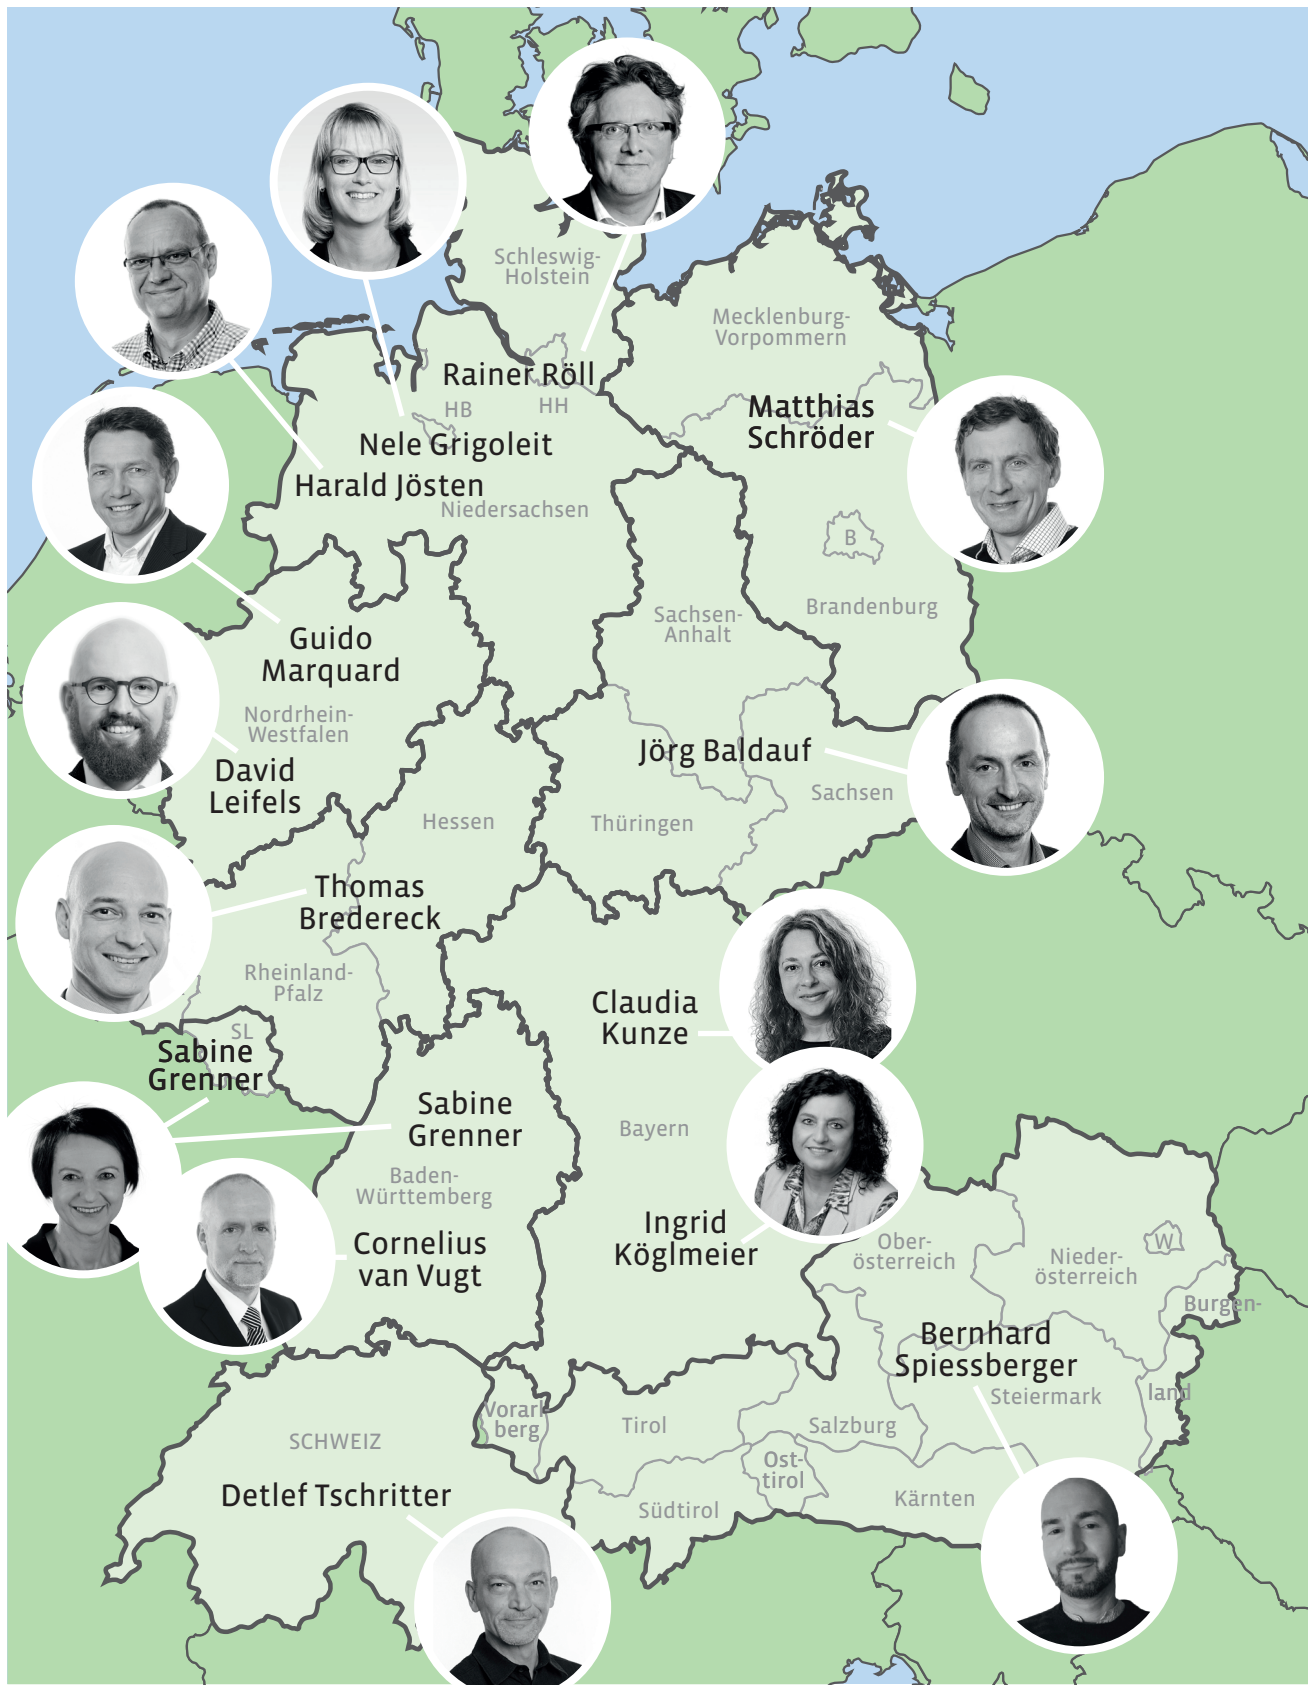 Schleswig-
Holstein
Mecklenburg-
Vorpommern
Rainer Röll
HB
HH
Matthias
Schröder
Nele Grigoleit
Harald Jösten
Niedersachsen
B
Brandenburg
Sachsen-
Anhalt
Guido
Marquard
Nordrhein-
Westfalen
David
Leifels
Jörg Baldauf
Sachsen
Hessen
Thüringen
Thomas
Bredereck
Rheinland-
Pfalz
Claudia
Kunze
SL
Sabine
Grenner
Sabine
Grenner
Bayern
Baden-
Württemberg
Cornelius
van Vugt
Ingrid
Köglmeier
Ober-
österreich
Nieder-
österreich
W
Burgen-
land
Bernhard
Spiessberger
Steiermark
Vorarl-
berg
Tirol
Salzburg
SCHWEIZ
Ost-
tirol
Detlef Tschritter
Südtirol
Kärnten